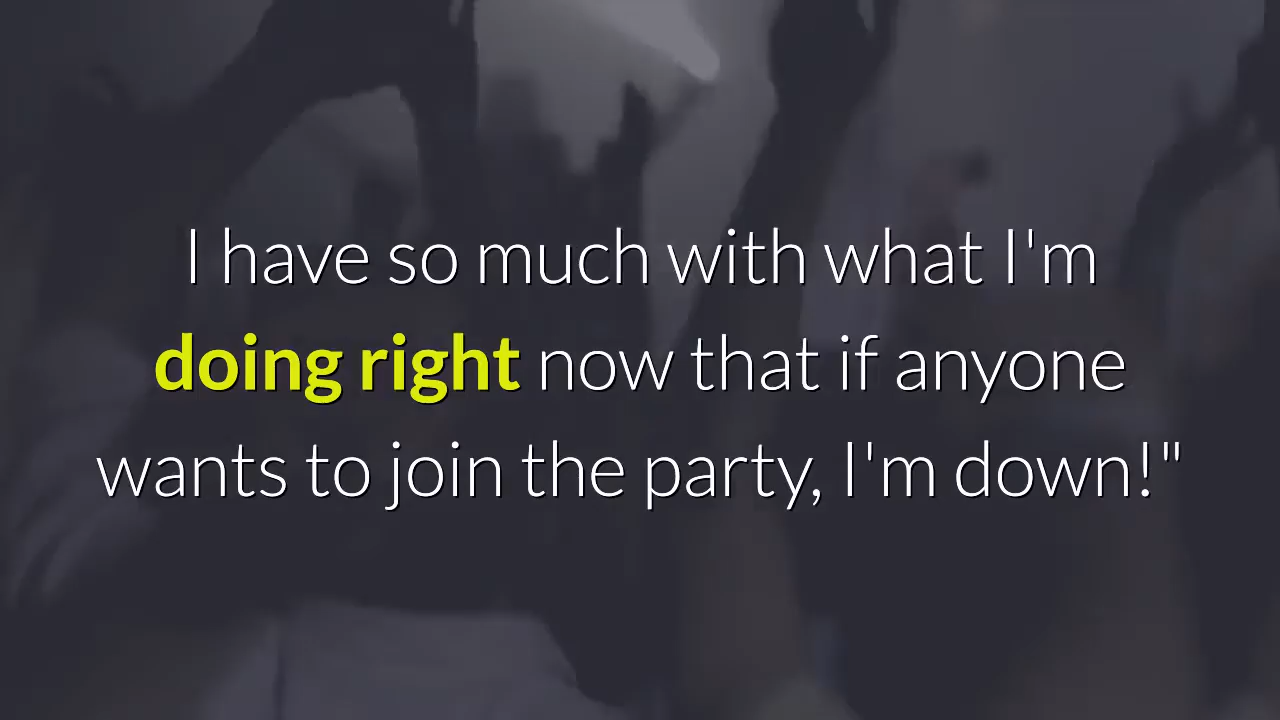 I have so much with what I'm
doing right now that if anyone
wants to join the party, I'm down!"